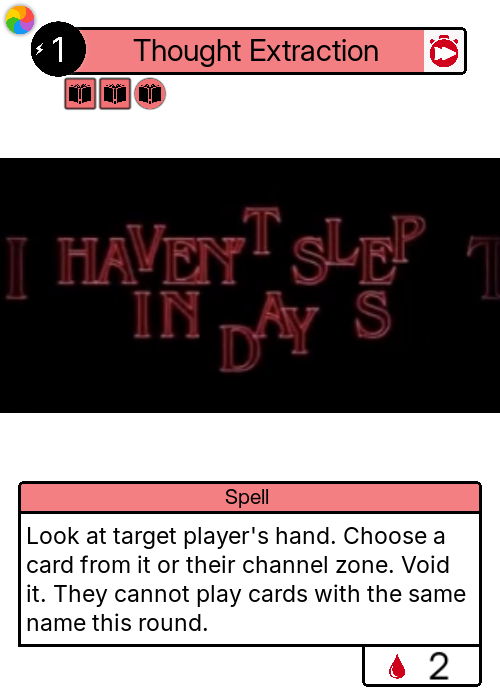 1 Thought Extraction
I HAVEN'T SLEPT
IN DAYS
Spell
Look at target player's hand. Choose a
card from it or their channel zone. Void
it. They cannot play cards with the same
name this round.
2